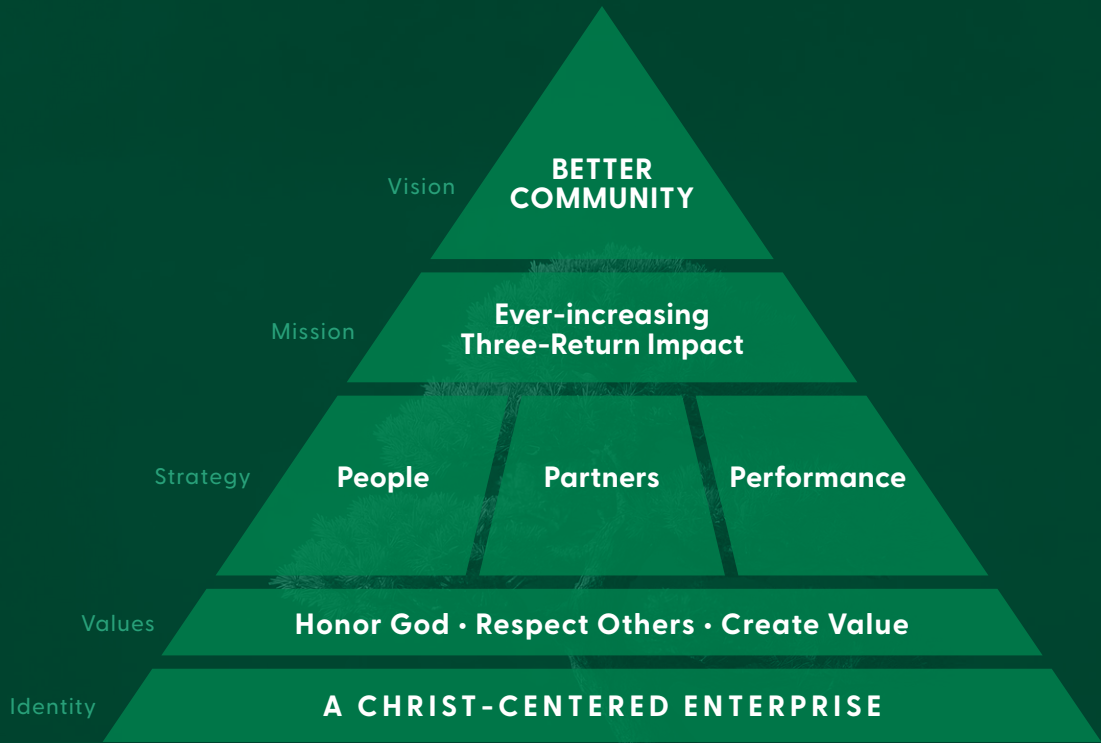 BETTER
COMMUNITY
Vision
Ever-increasing
Three-Return Impact
Mission
Strategy
People
Partners
Performance
Values
Honor God • Respect Others • Create Value
Identity
A CHRIST-CENTERED ENTERPRISE